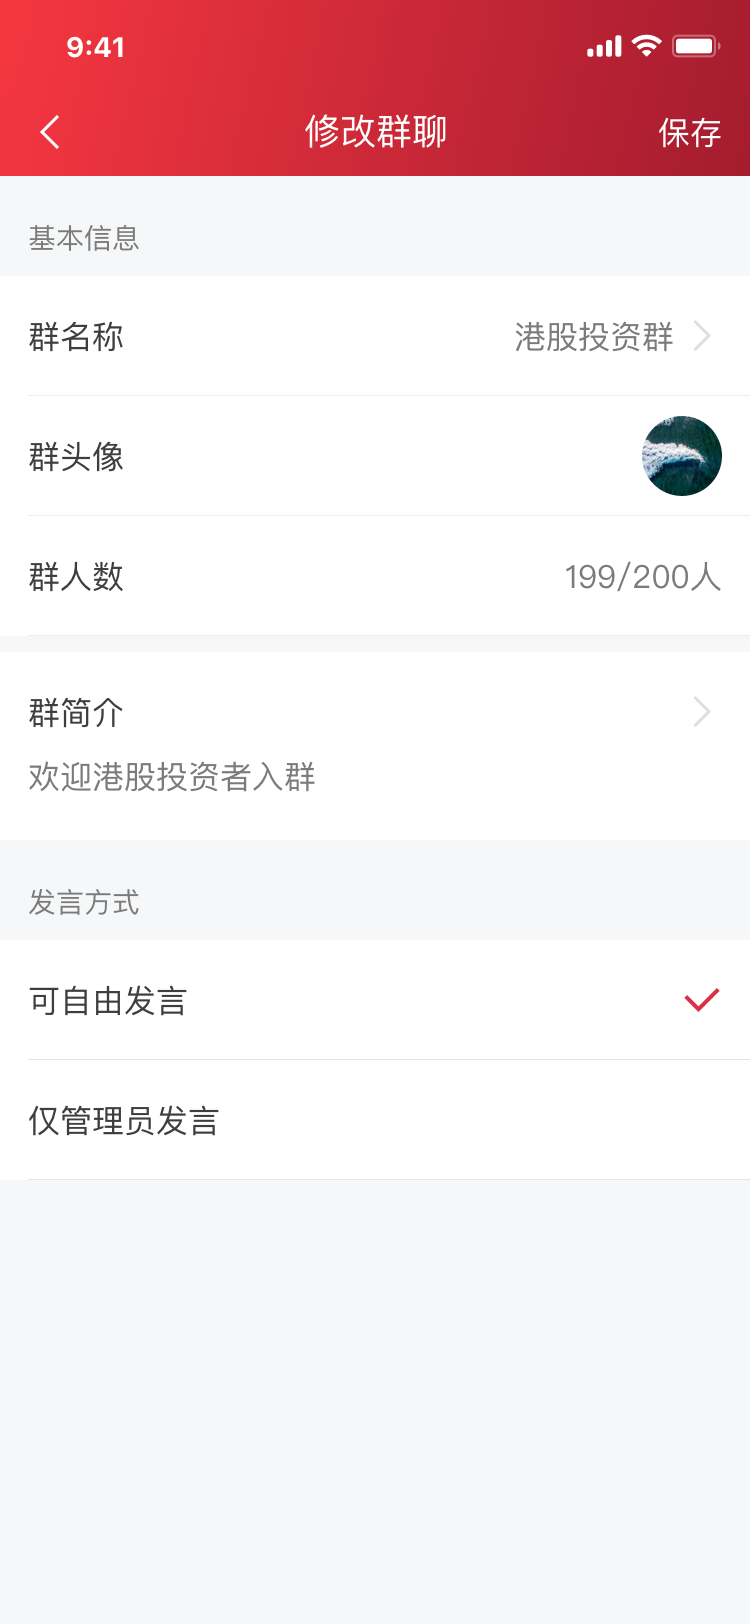 9:41
修改群聊
保存
基本信息
群名称
港股投资群
群头像
群人数
199/200人
群简介
欢迎港股投资者入群
发言方式
可自由发言
仅管理员发言